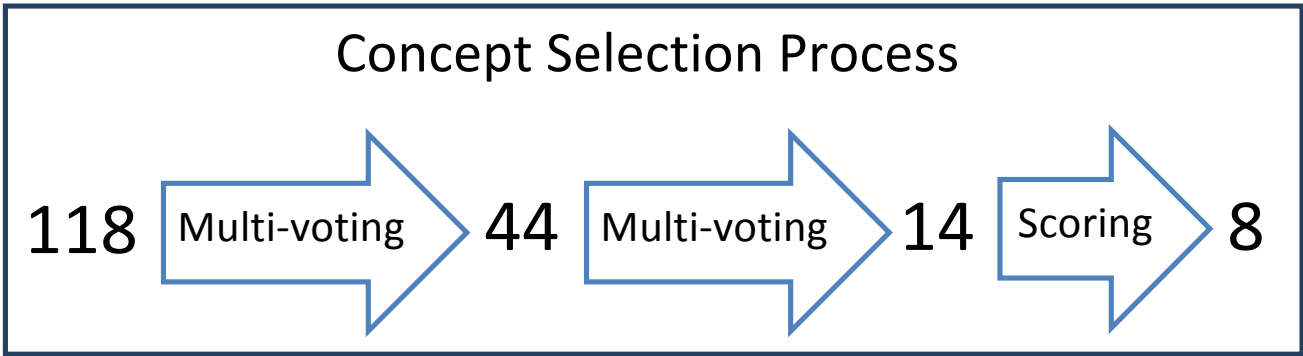 Concept Selection Process
118 Multi-voting 44 Multi-voting 14 Scoring 8